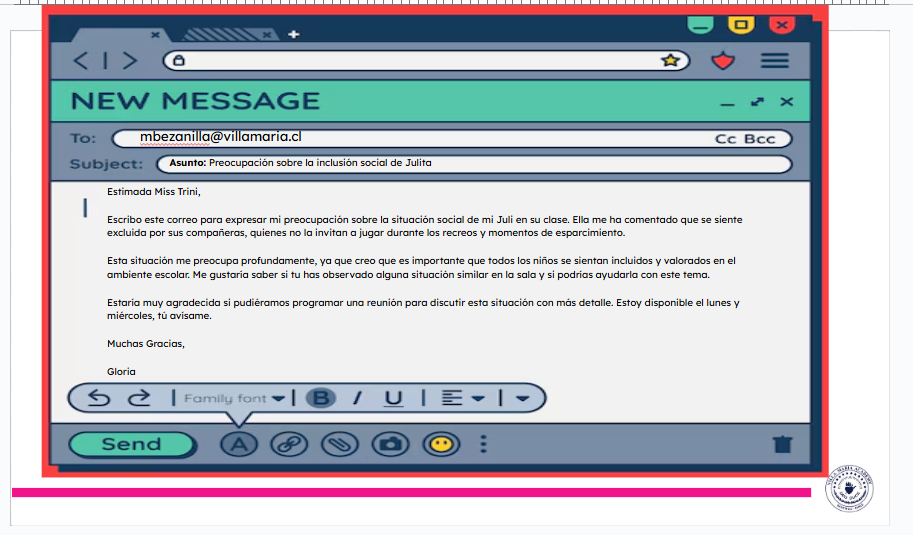 NEW MESSAGE
To: mbezanilla@villamaria.cl Cc Bcc
Subject: Asunto: Preocupación sobre la inclusión social de Julita
Estimada Miss Trini,
Escribo este correo para expresar mi preocupación sobre la situación social de mi Juli en su clase. Ella me ha comentado que se siente
excluida por sus compañeras, quienes no la invitan a jugar durante los recreos y momentos de esparcimiento.
Esta situación me preocupa profundamente, ya que creo que es importante que todos los niños se sientan incluidos y valorados en el
ambiente escolar. Me gustaría saber si tu has observado alguna situación similar en la sala y si podrías ayudarla con este tema.
Estaría muy agradecida si pudiéramos programar una reunión para discutir esta situación con más detalle. Estoy disponible el lunes y
miércoles, tú avísame.
Muchas Gracias,
Gloria
Family font B I U
Send A
VILLA MARIA ACADEMY